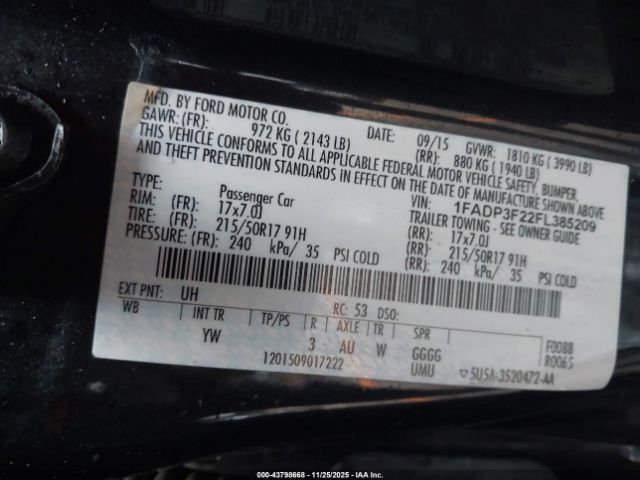 MFD. BY FORD MOTOR CO.
DATE: 09/15 GVWR: 1810 KG ( 3990 LB)
GAWR: (FR): 972 KG ( 2143 LB) (RR): 880 KG ( 1940 LB)
THIS VEHICLE CONFORMS TO ALL APPLICABLE FEDERAL MOTOR VEHICLE SAFETY, BUMPER,
AND THEFT PREVENTION STANDARDS IN EFFECT ON THE DATE OF MANUFACTURE SHOWN ABOVE
VIN: 1FADP3F22FL385209
TYPE: Passenger Car TRAILER TOWING - SEE OWNER GUIDE
RIM: (FR): 17x7.0J (RR): 17x7.0J
TIRE: (FR): 215/50R17 91H (RR): 215/50R17 91H
PRESSURE: (FR): 240 kPa/ 35 PSI COLD (RR): 240 kPa/ 35 PSI COLD
EXT PNT: UH RC: 53 DSO:
WB INT TR TP/PS R AXLE TR SPR F0088
YW 3 AU W GGGG R0065
1201509017222 UMU ▽ 5U5A-3520472-AA
000-43798668 - 11/25/2025 - IAA Inc.